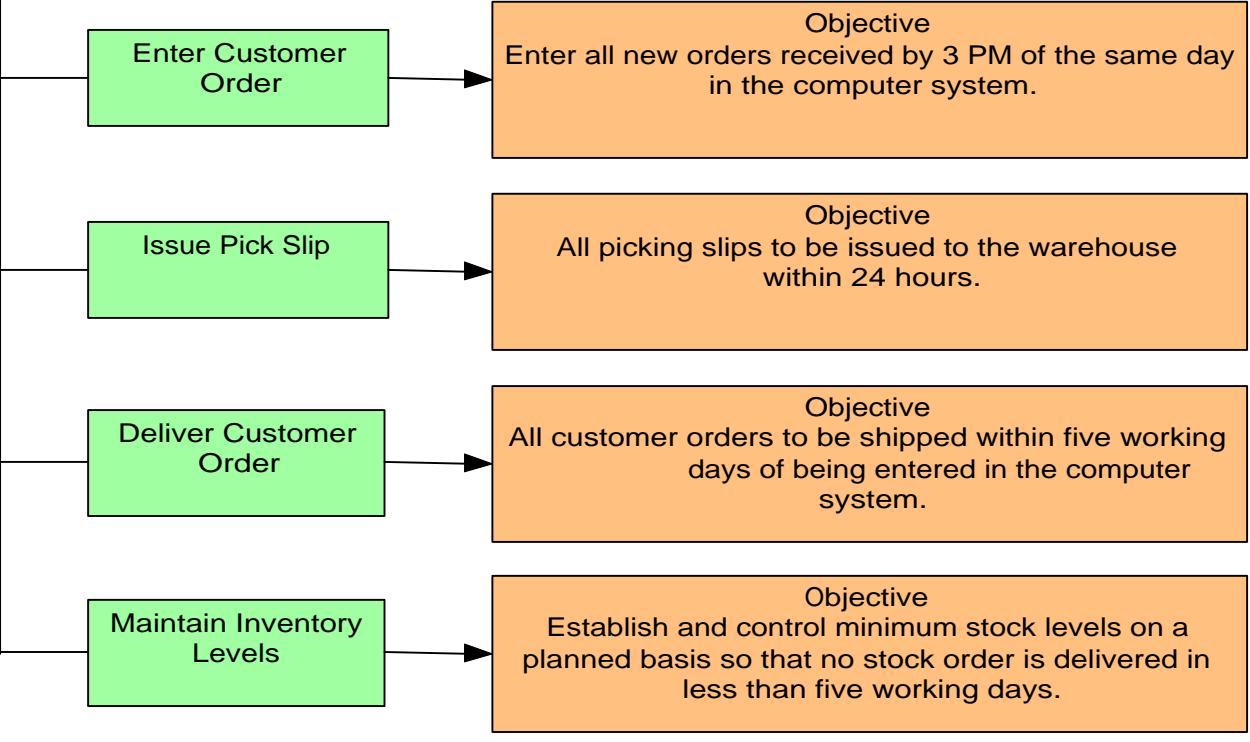 Enter Customer
Order
Objective
Enter all new orders received by 3 PM of the same day
in the computer system.
Issue Pick Slip
Objective
All picking slips to be issued to the warehouse
within 24 hours.
Deliver Customer
Order
Objective
All customer orders to be shipped within five working
days of being entered in the computer
system.
Maintain Inventory
Levels
Objective
Establish and control minimum stock levels on a
planned basis so that no stock order is delivered in
less than five working days.